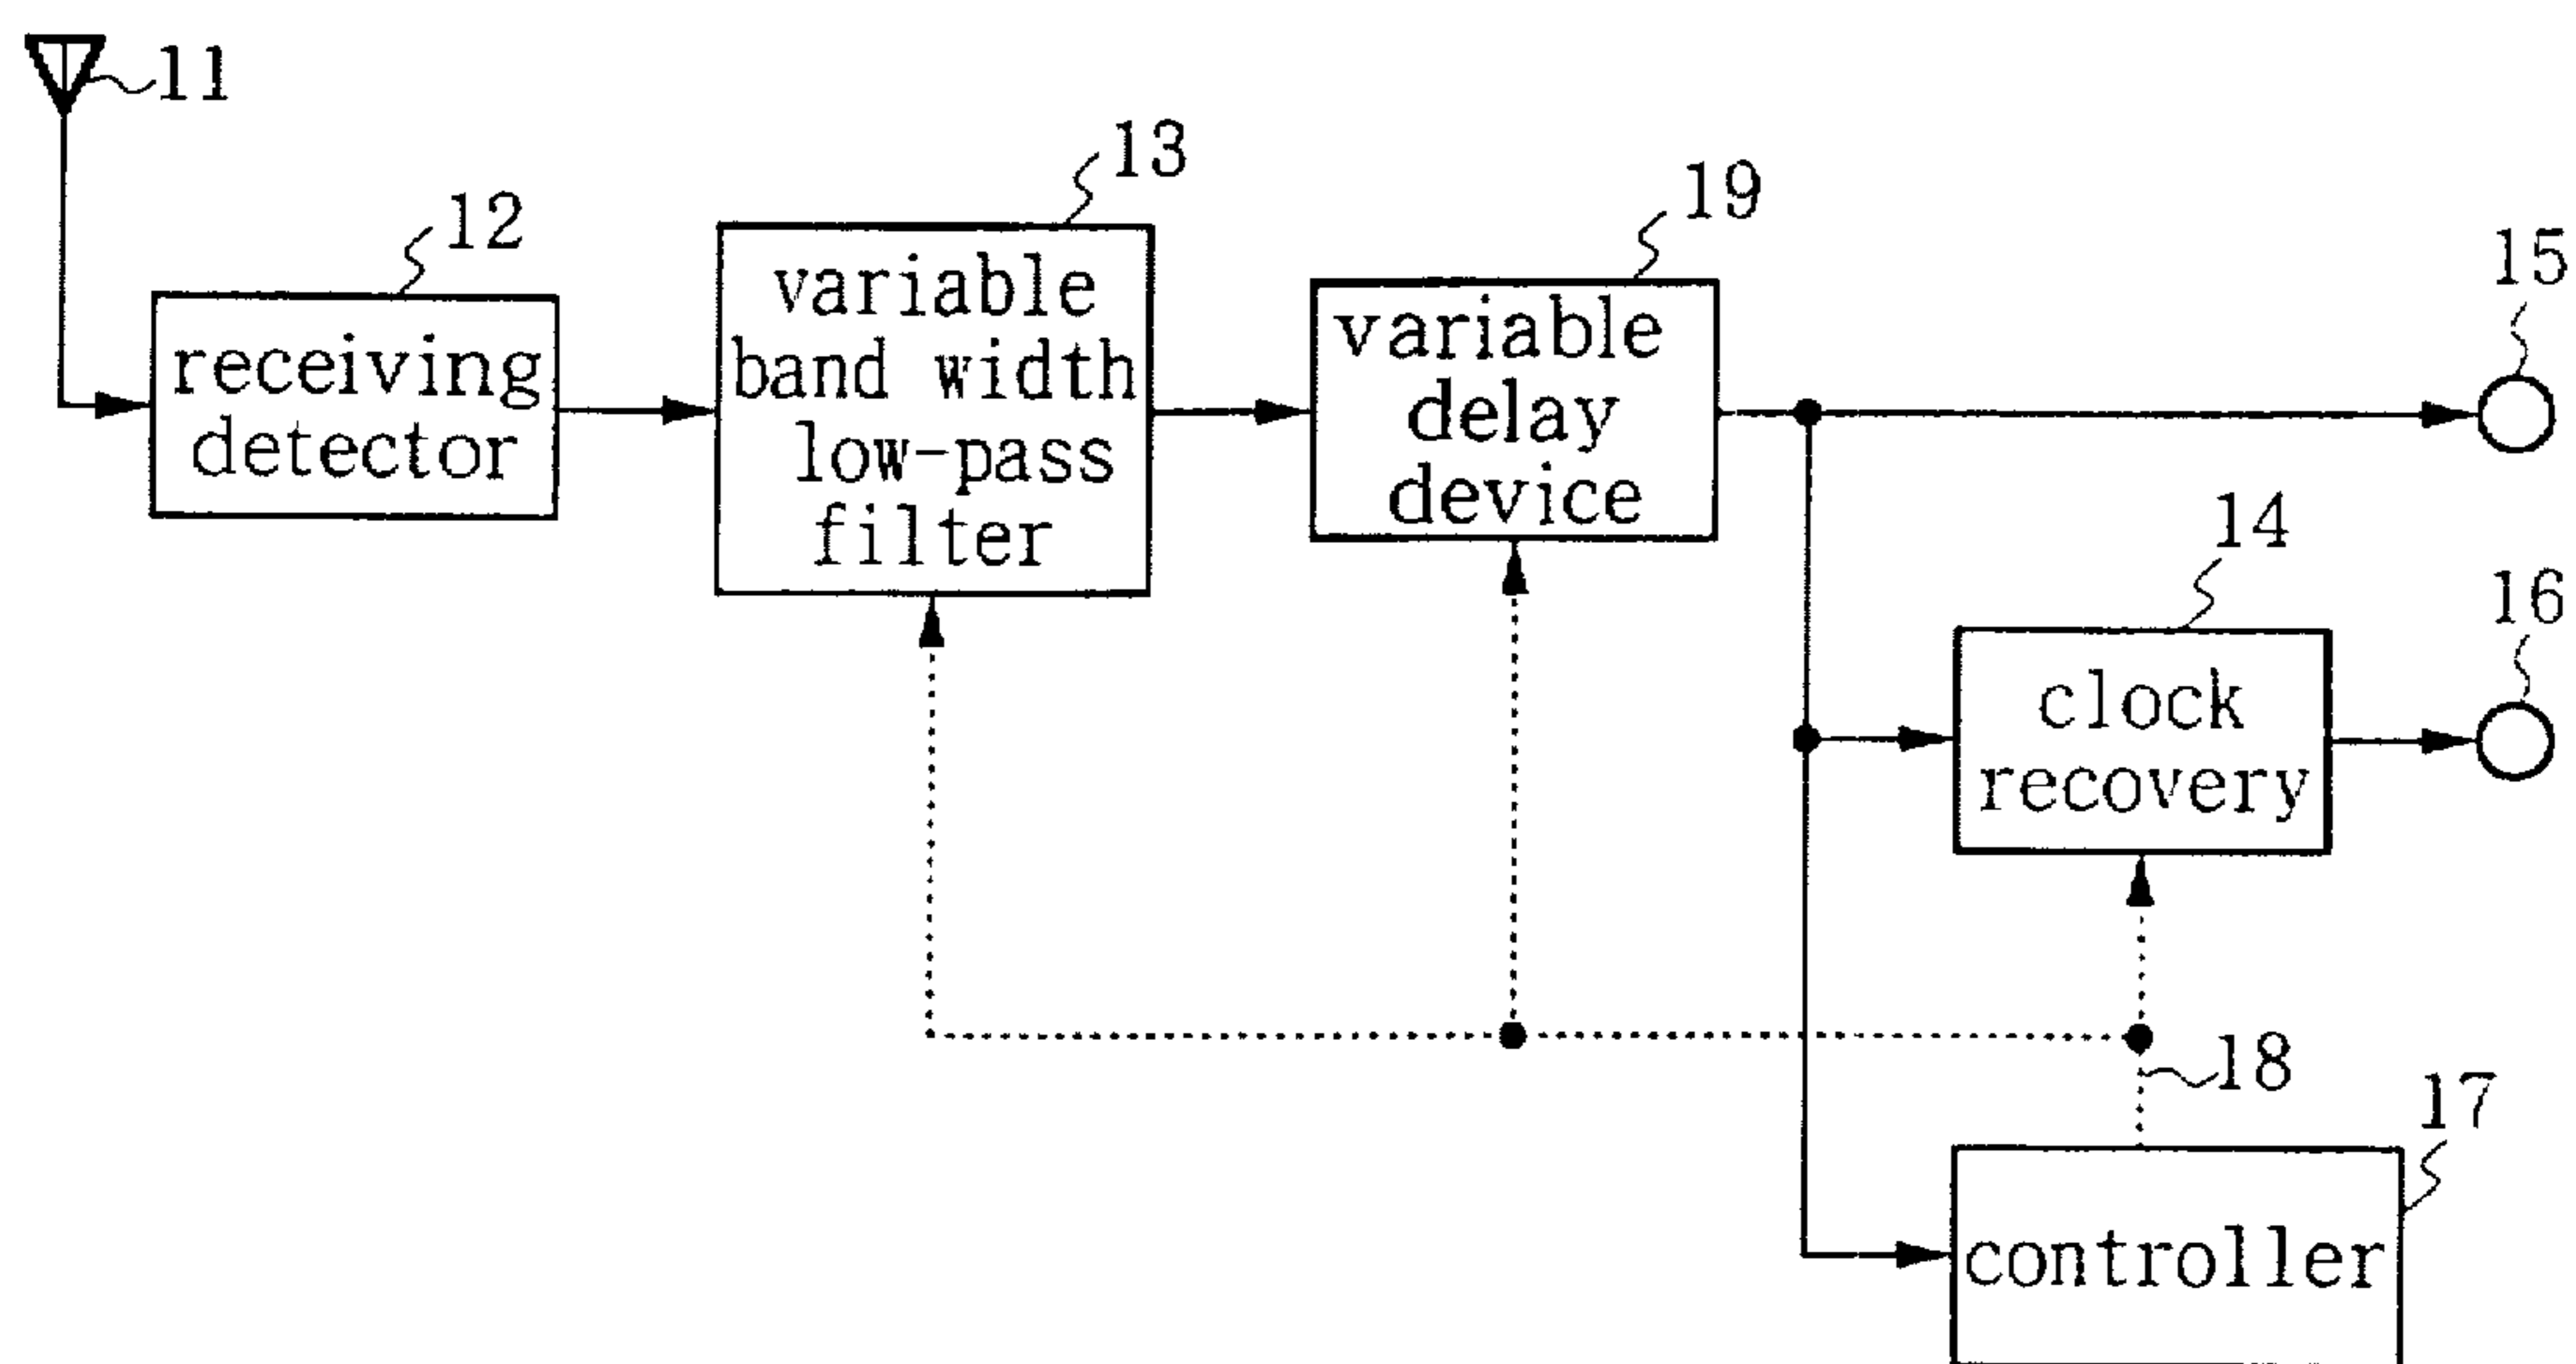 11
12
receiving
detector
13
variable
band width
low-pass
filter
19
variable
delay
device
15
14
clock
recovery
16
18
17
controller